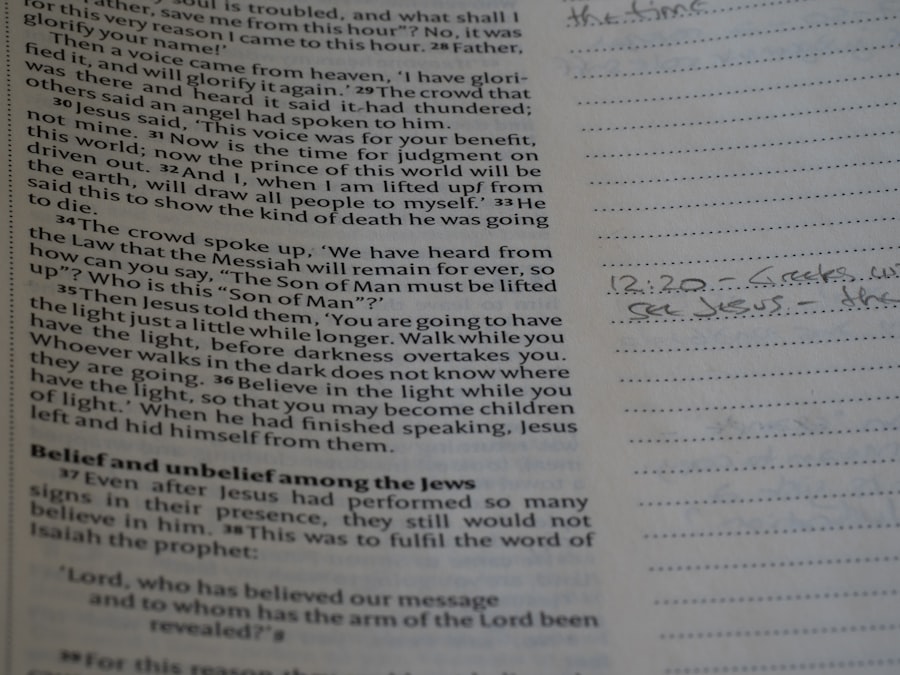 soul is troubled, and what shall I
ather, save me from this hour"? No, it was
for this very reason I came to this hour. 28 Father,
glorify your name!'
Then a voice came from heaven, 'I have glori-
fied it, and will glorify it again.' 29 The crowd that
was there and heard it said it had thundered;
others said an angel had spoken to him.
30 Jesus said, 'This voice was for your benefit,
not mine. 31 Now is the time for judgment on
this world; now the prince of this world will be
driven out. 32 And I, when I am lifted up f from
the earth, will draw all people to myself.' 33 He
said this to show the kind of death he was going
to die.
34 The crowd spoke up, 'We have heard from
the Law that the Messiah will remain for ever, so
how can you say, "The Son of Man must be lifted
up"? Who is this "Son of Man"?'
35 Then Jesus told them, 'You are going to have
the light just a little while longer. Walk while you
have the light, before darkness overtakes you.
Whoever walks in the dark does not know where
they are going. 36 Believe in the light while you
have the light, so that you may become children
of light.' When he had finished speaking, Jesus
left and hid himself from them.
Belief and unbelief among the Jews
37 Even after Jesus had performed so many
signs in their presence, they still would not
believe in him. 38 This was to fulfil the word of
Isaiah the prophet:
'Lord, who has believed our message
and to whom has the arm of the Lord been
revealed?' g
39 For this reason
the time
12:20 - Greeks
see Jesus - the